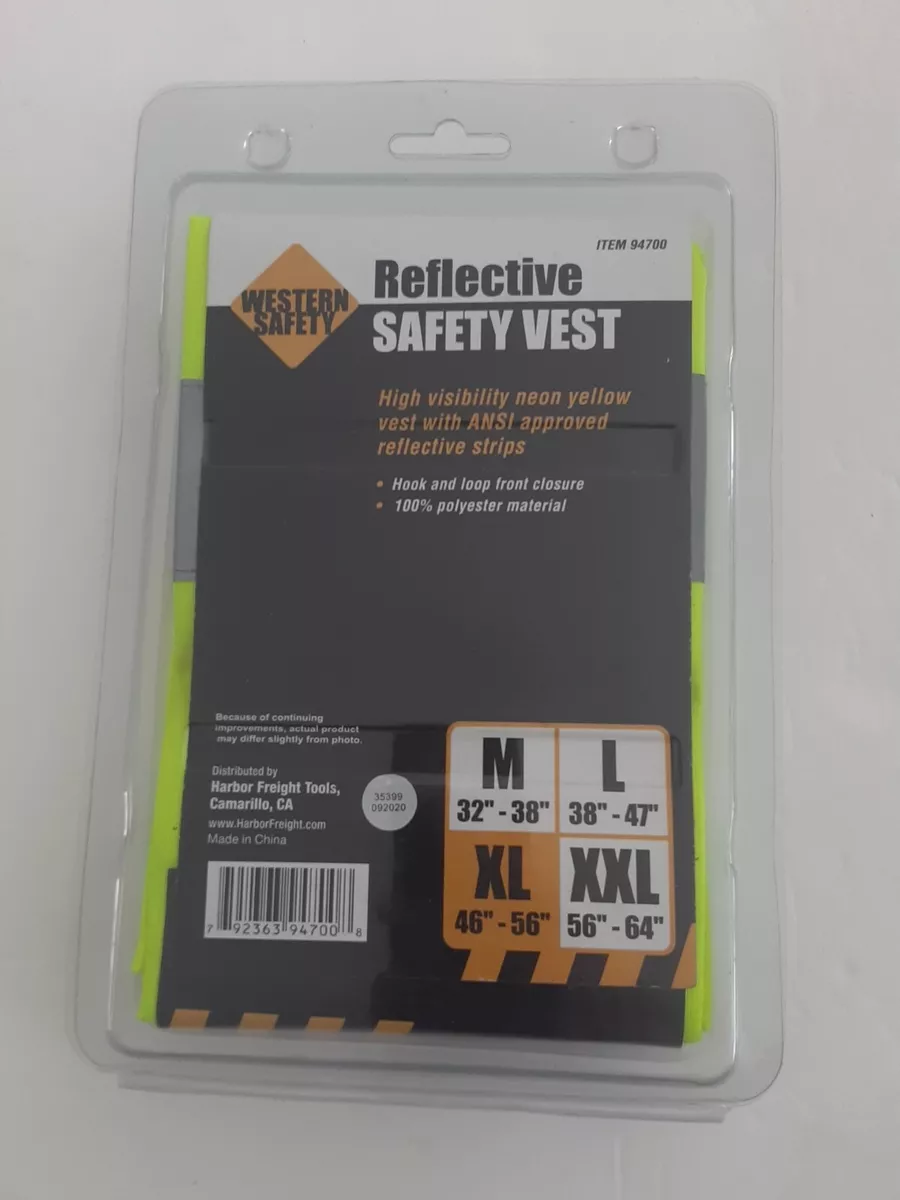 ITEM 94700
WESTERN
SAFETY
Reflective
SAFETY VEST
High visibility neon yellow
vest with ANSI approved
reflective strips
• Hook and loop front closure
• 100% polyester material
Because of continuing
improvements, actual product
may differ slightly from photo.
Distributed by
Harbor Freight Tools,
Camarillo, CA
www.HarborFreight.com
Made in China
35399
092020
7 92363 94700 8
M
32" - 38"
L
38" - 47"
XL
46" - 56"
XXL
56" - 64"